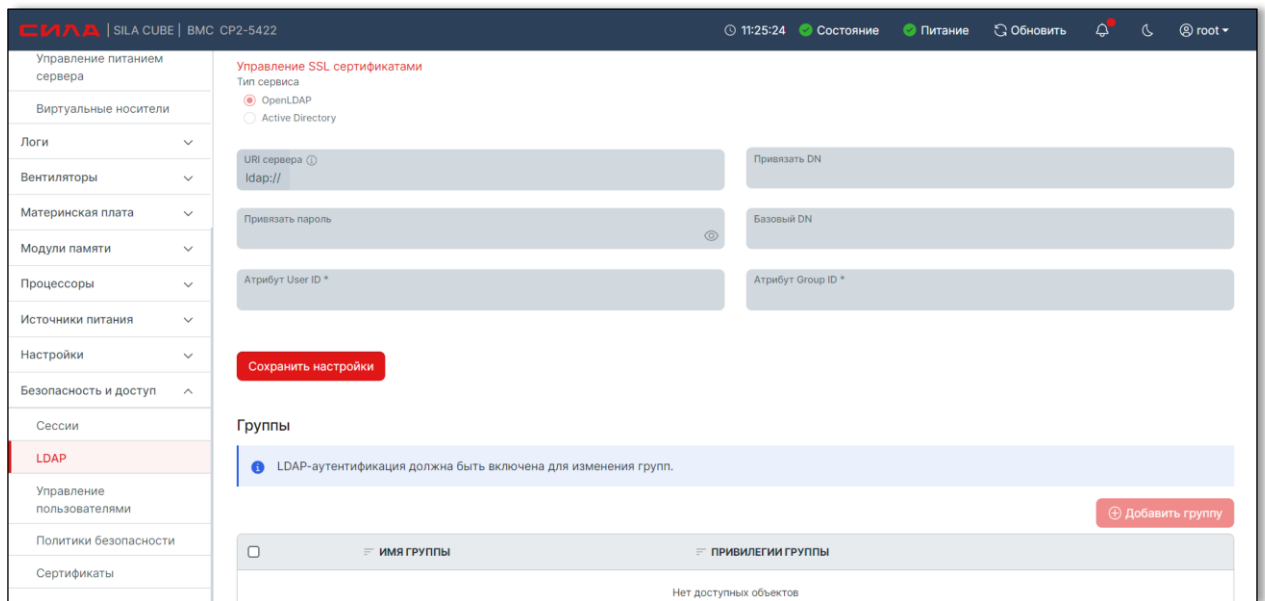 СИЛА | SILA CUBE | BMC CP2-5422
11:25:24 Состояние Питание Обновить root
Управление питанием
сервера
Виртуальные носители
Логи
Вентиляторы
Материнская плата
Модули памяти
Процессоры
Источники питания
Настройки
Безопасность и доступ
Сессии
LDAP
Управление
пользователями
Политики безопасности
Сертификаты
Управление SSL сертификатами
Тип сервиса
OpenLDAP
Active Directory
URI сервера
ldap://
Привязать DN
Привязать пароль
Базовый DN
Атрибут User ID *
Атрибут Group ID *
Сохранить настройки
Группы
LDAP-аутентификация должна быть включена для изменения групп.
Добавить группу
ИМЯ ГРУППЫ ПРИВИЛЕГИИ ГРУППЫ
Нет доступных объектов